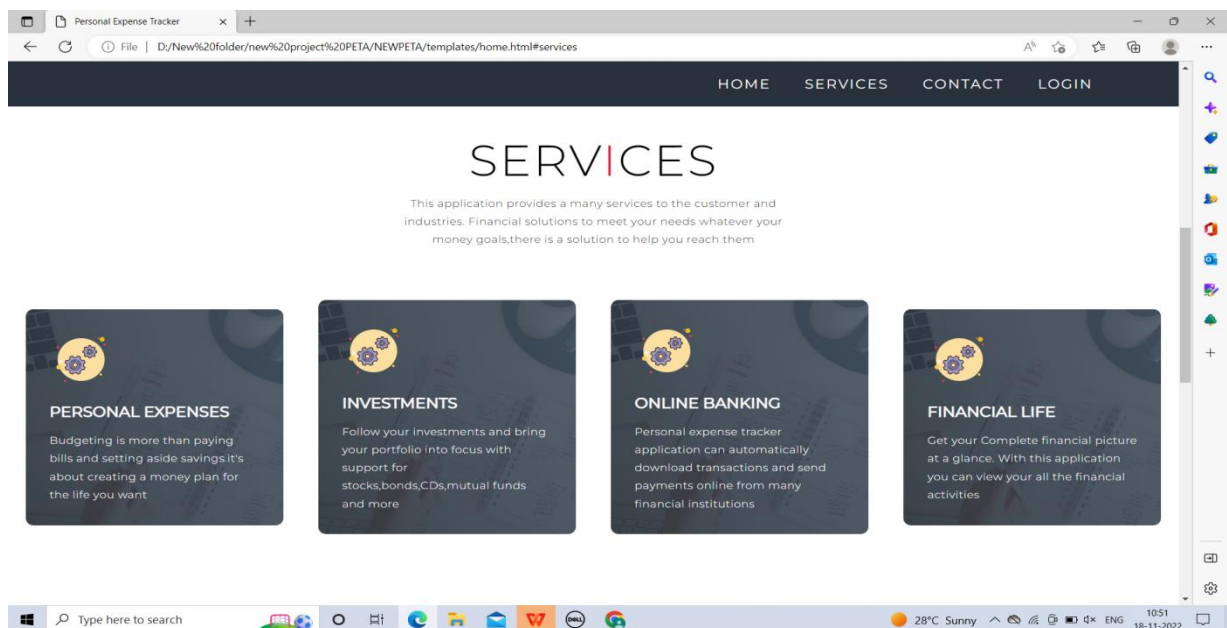 Personal Expense Tracker
File | D:/New%20folder/new%20project%20PETA/NEWPETA/templates/home.html#services
HOME SERVICES CONTACT LOGIN
SERVICES
This application provides a many services to the customer and
industries. Financial solutions to meet your needs whatever your
money goals,there is a solution to help you reach them
PERSONAL EXPENSES
Budgeting is more than paying
bills and setting aside savings.it's
about creating a money plan for
the life you want
INVESTMENTS
Follow your investments and bring
your portfolio into focus with
support for
stocks,bonds,CDs,mutual funds
and more
ONLINE BANKING
Personal expense tracker
application can automatically
download transactions and send
payments online from many
financial institutions
FINANCIAL LIFE
Get your Complete financial picture
at a glance. With this application
you can view your all the financial
activities
Type here to search
DELL
28°C Sunny
ENG
10:51
18-11-2022